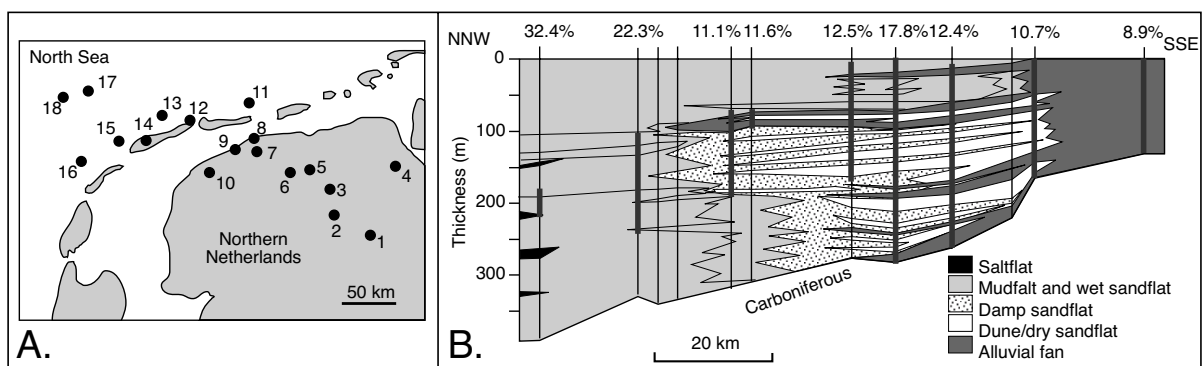 North Sea
17
18
13
12
11
15
14
8
9
7
16
10
6
5
4
3
2
1
Northern
Netherlands
50 km
A.
32.4% 22.3% 11.1% 11.6% 12.5% 17.8% 12.4% 10.7% 8.9%
NNW SSE
0
100
200
300
Thickness (m)
Carboniferous
20 km
Saltflat
Mudfalt and wet sandflat
Damp sandflat
Dune/dry sandflat
Alluvial fan
B.